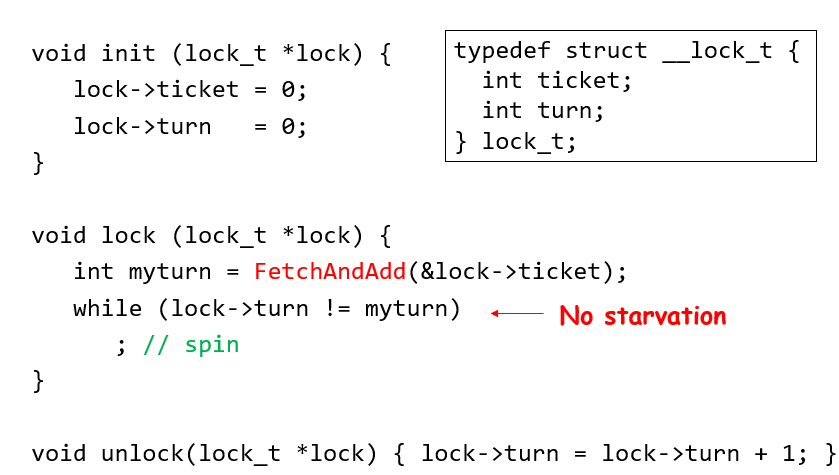 void init (lock_t *lock) {
   lock->ticket = 0;
   lock->turn   = 0;
}
typedef struct __lock_t {
  int ticket;
  int turn;
} lock_t;
void lock (lock_t *lock) {
   int myturn = FetchAndAdd(&lock->ticket);
   while (lock->turn != myturn)
No starvation
      ; // spin
}
void unlock(lock_t *lock) { lock->turn = lock->turn + 1; }